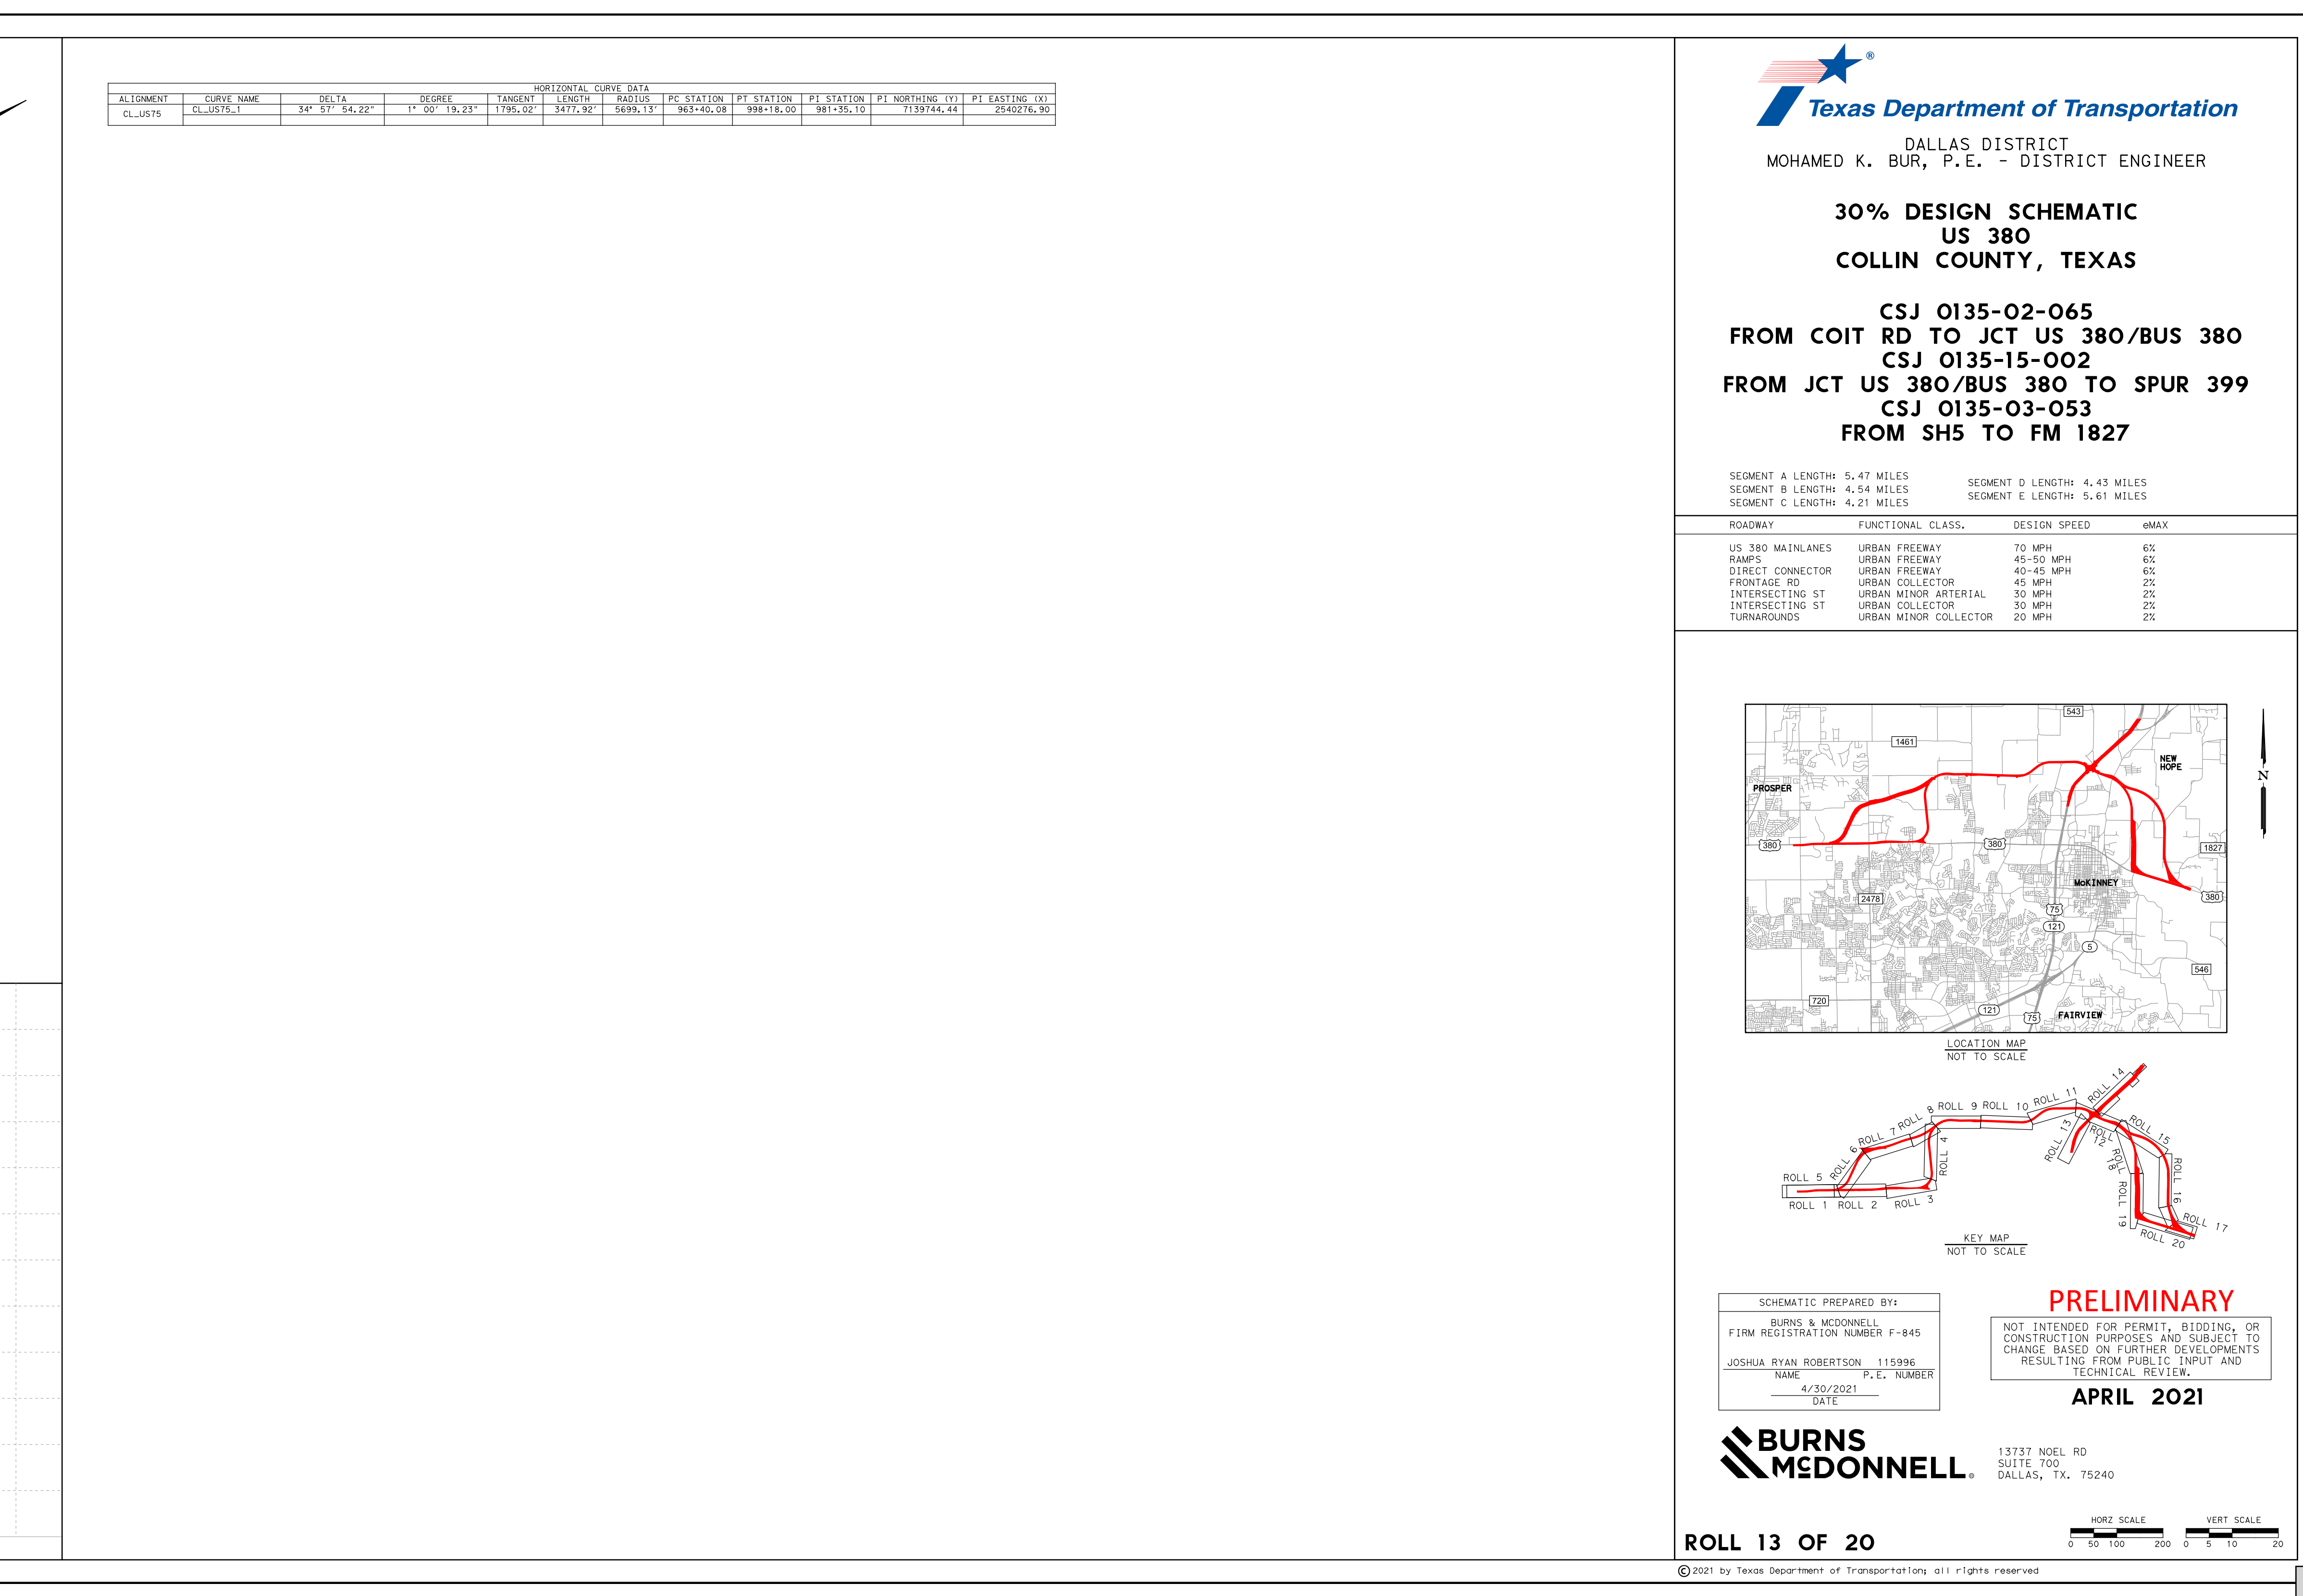 HORIZONTAL CURVE DATA
ALIGNMENT CURVE NAME DELTA DEGREE TANGENT LENGTH RADIUS PC STATION PT STATION PI STATION PI NORTHING (Y) PI EASTING (X)
CL_US75 CL_US75_1 34° 57' 54.22" 1° 00' 19.23" 1795.02' 3477.92' 5699.13' 963+40.08 998+18.00 981+35.10 7139744.44 2540276.90
®
Texas Department of Transportation
DALLAS DISTRICT
MOHAMED K. BUR, P.E. - DISTRICT ENGINEER
30% DESIGN SCHEMATIC
US 380
COLLIN COUNTY, TEXAS
CSJ 0135-02-065
FROM COIT RD TO JCT US 380/BUS 380
CSJ 0135-15-002
FROM JCT US 380/BUS 380 TO SPUR 399
CSJ 0135-03-053
FROM SH5 TO FM 1827
SEGMENT A LENGTH: 5.47 MILES
SEGMENT B LENGTH: 4.54 MILES
SEGMENT C LENGTH: 4.21 MILES
SEGMENT D LENGTH: 4.43 MILES
SEGMENT E LENGTH: 5.61 MILES
ROADWAY FUNCTIONAL CLASS. DESIGN SPEED eMAX
US 380 MAINLANES URBAN FREEWAY 70 MPH 6%
RAMPS URBAN FREEWAY 45-50 MPH 6%
DIRECT CONNECTOR URBAN FREEWAY 40-45 MPH 6%
FRONTAGE RD URBAN COLLECTOR 45 MPH 2%
INTERSECTING ST URBAN MINOR ARTERIAL 30 MPH 2%
INTERSECTING ST URBAN COLLECTOR 30 MPH 2%
TURNAROUNDS URBAN MINOR COLLECTOR 20 MPH 2%
543
1461
NEW
HOPE
N
PROSPER
380
380
1827
McKINNEY
380
2478
75
121
5
546
720
121
75
FAIRVIEW
LOCATION MAP
NOT TO SCALE
ROLL 14
ROLL 11
ROLL 8
ROLL 9
ROLL 10
ROLL 7
ROLL 15
ROLL 13
ROLL
12
ROLL 4
ROLL 6
ROLL
18
ROLL 16
ROLL 5
ROLL 1
ROLL 2
ROLL 3
ROLL 19
ROLL 17
ROLL 20
KEY MAP
NOT TO SCALE
SCHEMATIC PREPARED BY:
BURNS & MCDONNELL
FIRM REGISTRATION NUMBER F-845
JOSHUA RYAN ROBERTSON 115996
NAME P.E. NUMBER
4/30/2021
DATE
PRELIMINARY
NOT INTENDED FOR PERMIT, BIDDING, OR
CONSTRUCTION PURPOSES AND SUBJECT TO
CHANGE BASED ON FURTHER DEVELOPMENTS
RESULTING FROM PUBLIC INPUT AND
TECHNICAL REVIEW.
APRIL 2021
BURNS
McDONNELL®
13737 NOEL RD
SUITE 700
DALLAS, TX. 75240
ROLL 13 OF 20
HORZ SCALE
0 50 100 200
VERT SCALE
0 5 10 20
© 2021 by Texas Department of Transportation; all rights reserved